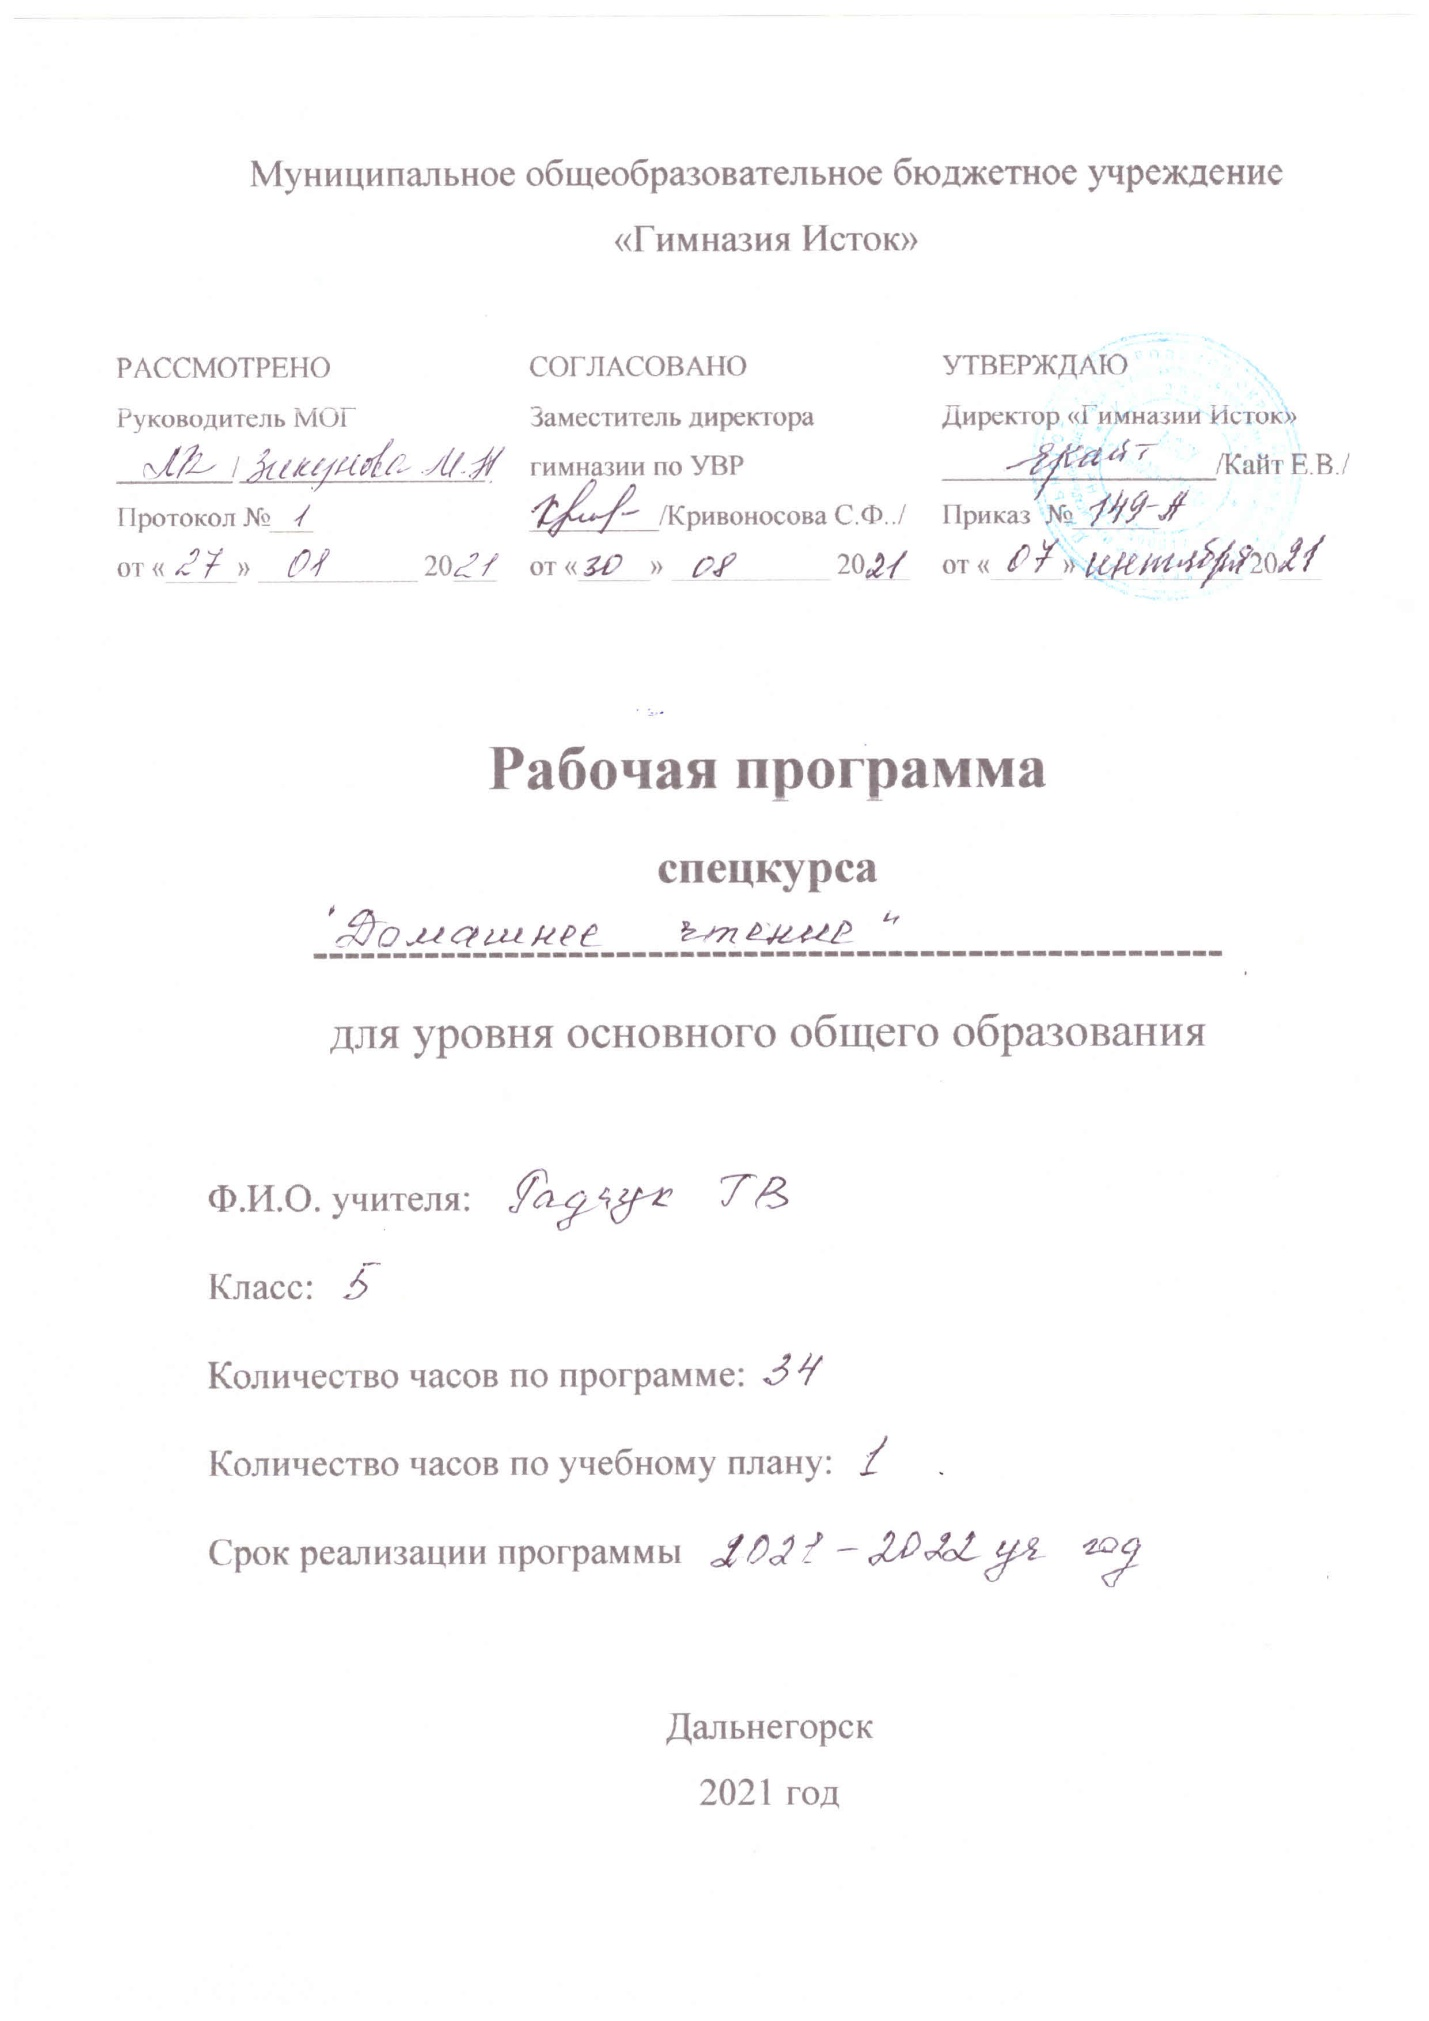 Муниципальное общеобразовательное бюджетное учреждение
«Гимназия Исток»
РАССМОТРЕНО
Руководитель МОГ
/ Зикунова М.Н
Протокол № 1
от « 27 » 08 2021
СОГЛАСОВАНО
Заместитель директора
гимназии по УВР
/Кривоносова С.Ф../
от « 30 » 08 2021
УТВЕРЖДАЮ
Директор «Гимназии Исток»
/Кайт Е.В./
Приказ № 149-А
от « 07 » сентября 2021
Рабочая программа
спецкурса
"Домашнее чтение"
для уровня основного общего образования
Ф.И.О. учителя: Радчук ГВ
Класс: 5
Количество часов по программе: 34
Количество часов по учебному плану: 1
Срок реализации программы 2021 – 2022 уч год
Дальнегорск
2021 год